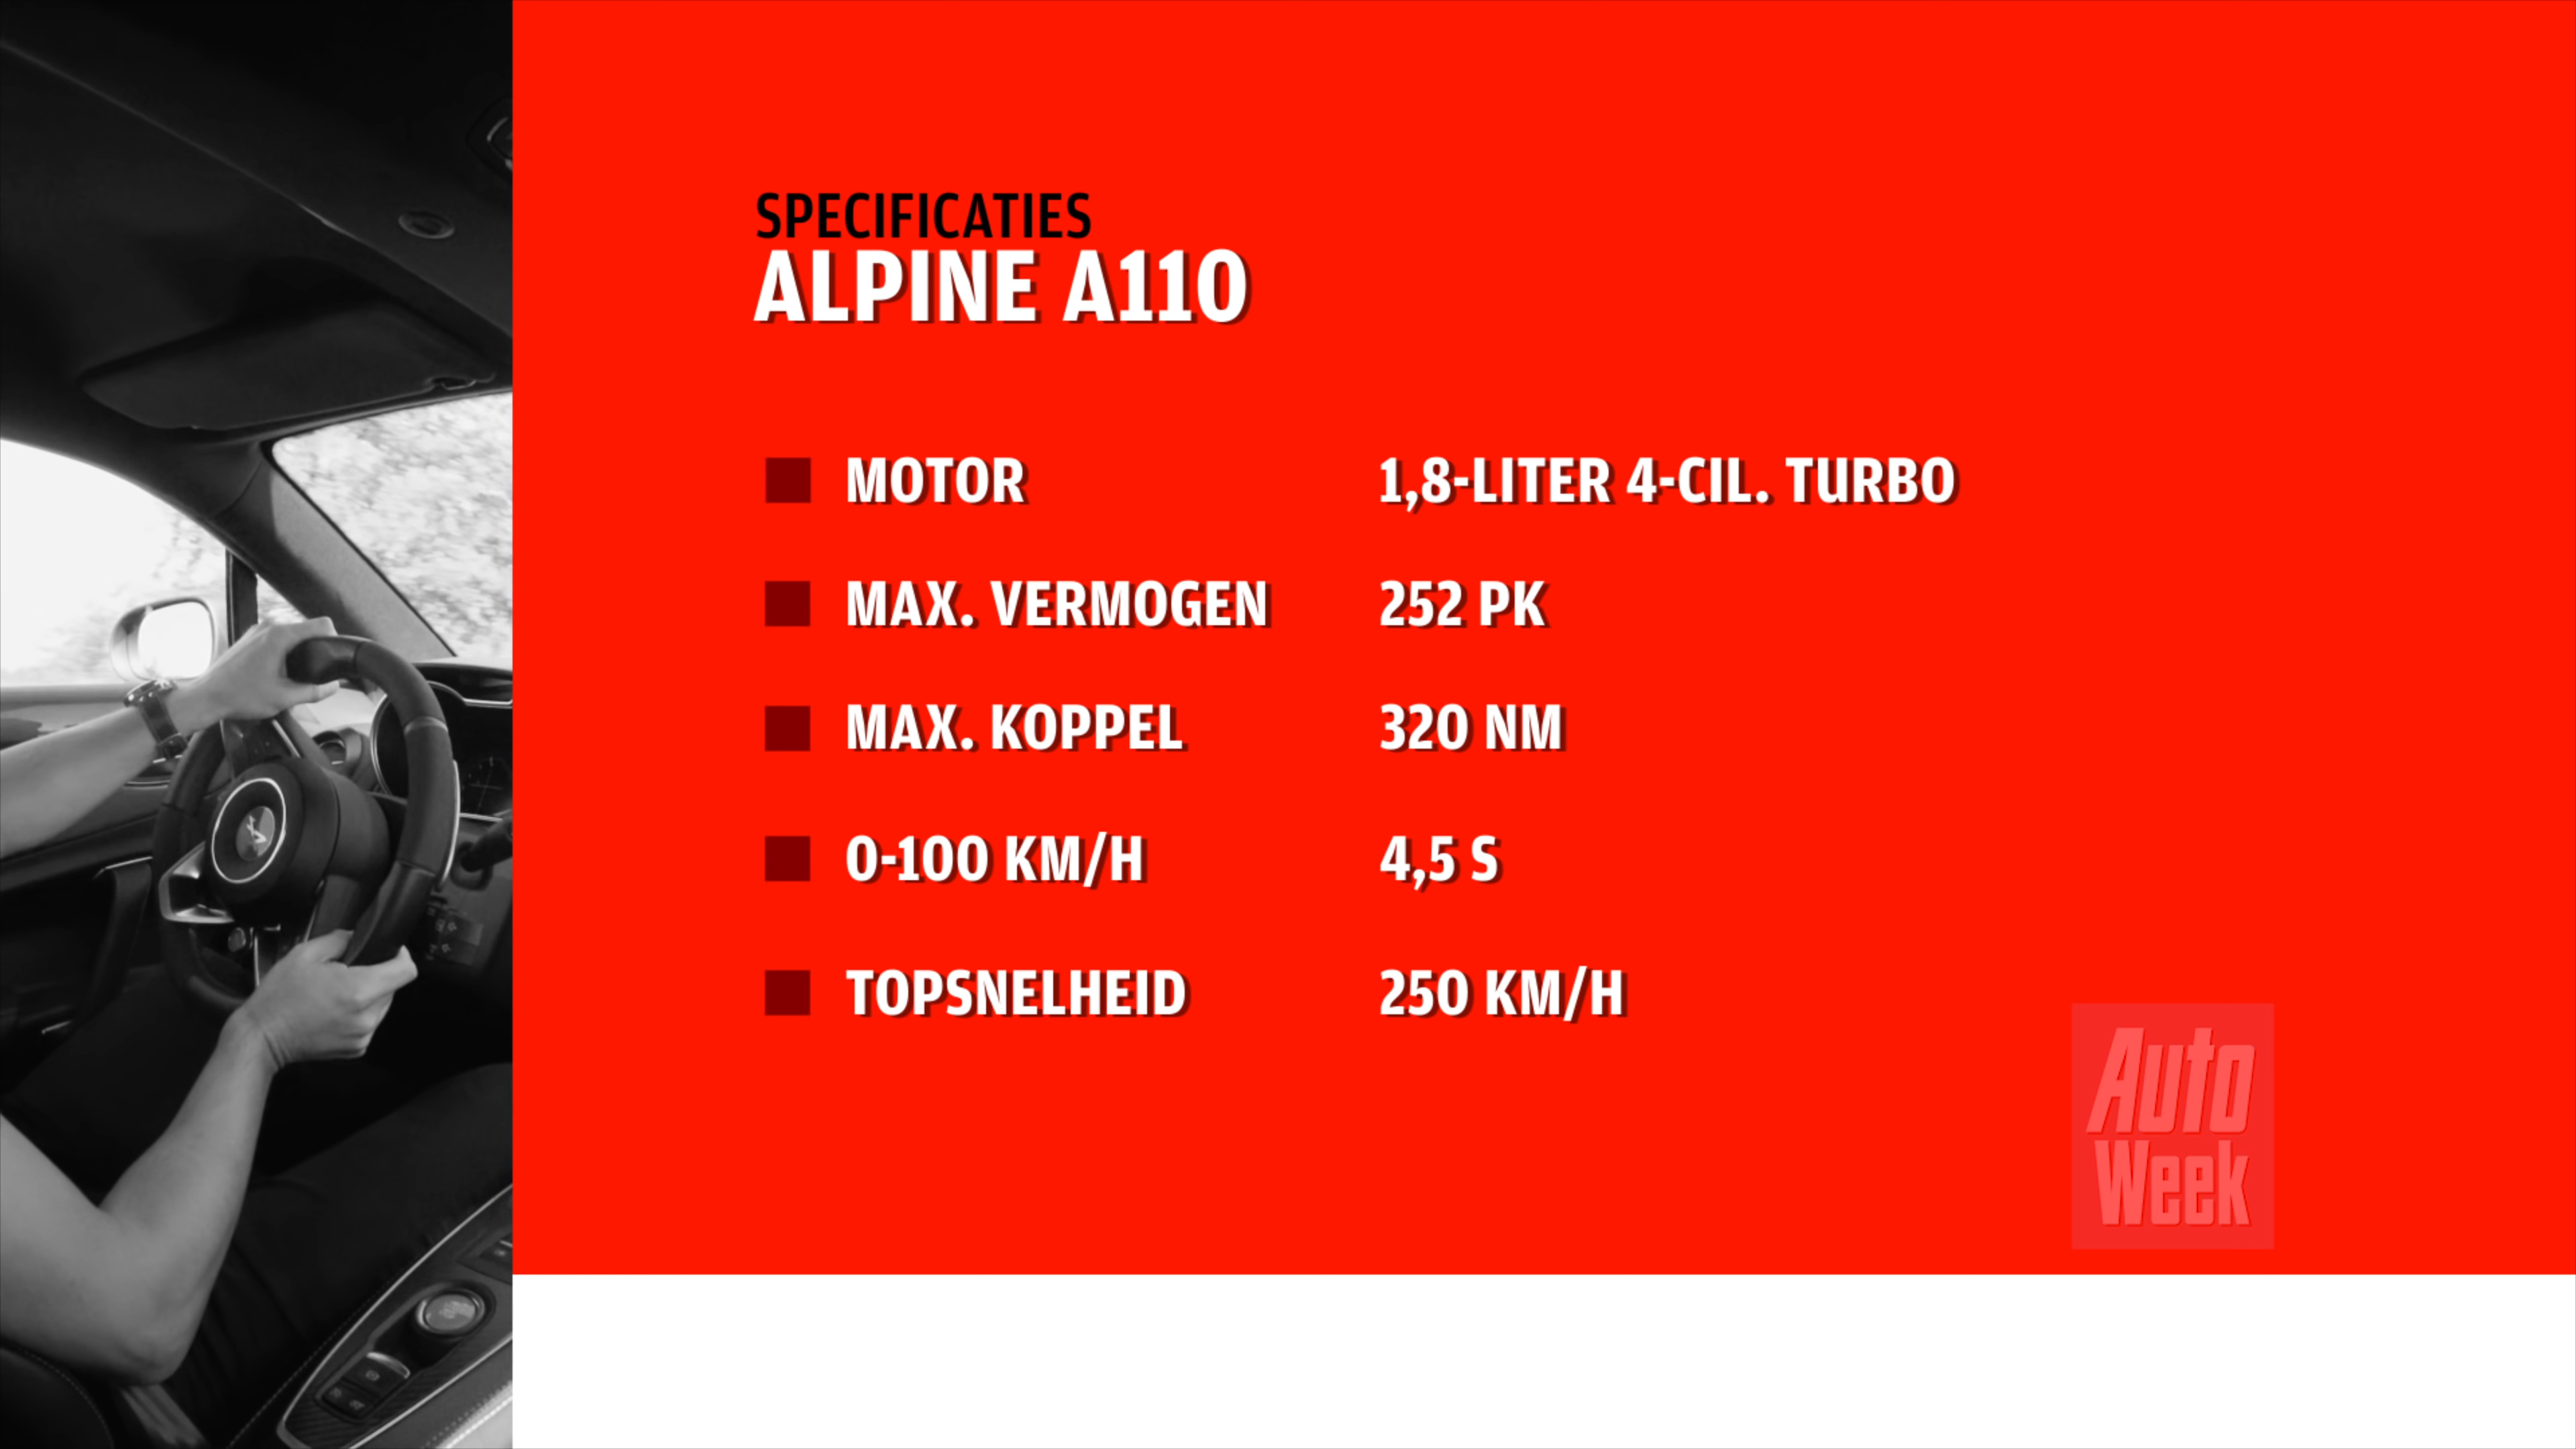 SPECIFICATIES
ALPINE A110
MOTOR 1,8-LITER 4-CIL. TURBO
MAX. VERMOGEN 252 PK
MAX. KOPPEL 320 NM
0-100 KM/H 4,5 S
TOPSNELHEID 250 KM/H
Auto
Week